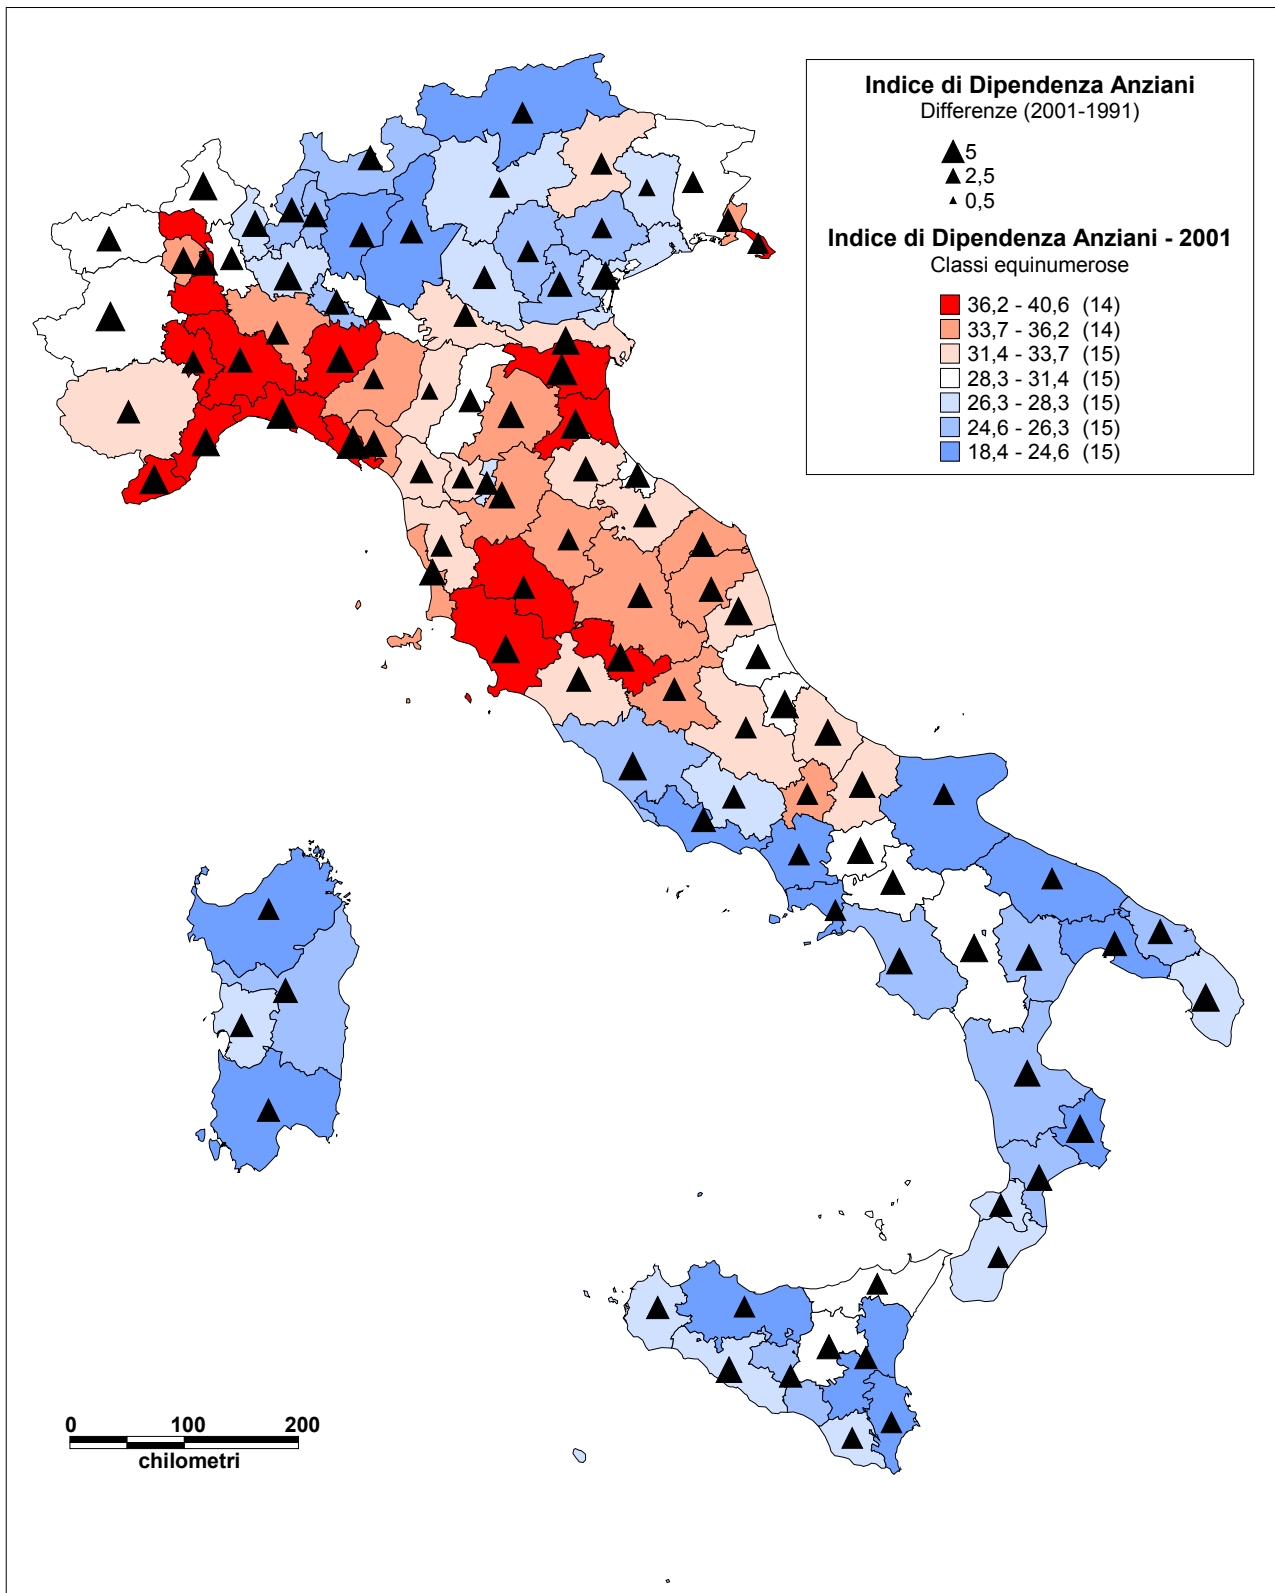 Indice di Dipendenza Anziani
Differenze (2001-1991)
5
2,5
0,5
Indice di Dipendenza Anziani - 2001
Classi equinumerose
36,2 - 40,6 (14)
33,7 - 36,2 (14)
31,4 - 33,7 (15)
28,3 - 31,4 (15)
26,3 - 28,3 (15)
24,6 - 26,3 (15)
18,4 - 24,6 (15)
0 100 200
chilometri